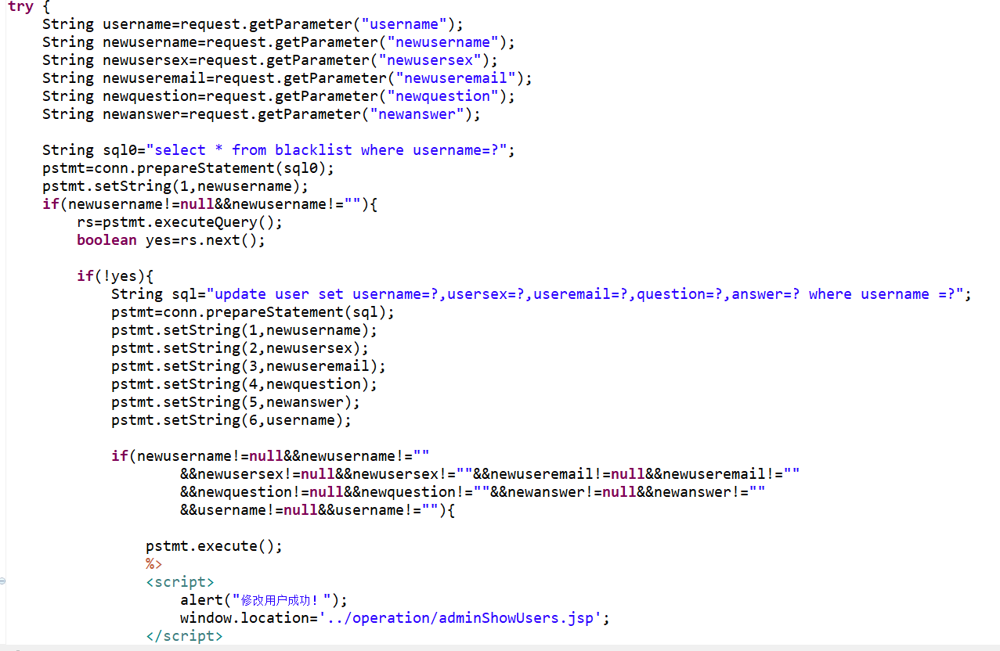 try {
String username=request.getParameter("username");
String newusername=request.getParameter("newusername");
String newusersex=request.getParameter("newusersex");
String newuseremail=request.getParameter("newuseremail");
String newquestion=request.getParameter("newquestion");
String newanswer=request.getParameter("newanswer");
String sql0="select * from blacklist where username=?";
pstmt=conn.prepareStatement(sql0);
pstmt.setString(1,newusername);
if(newusername!=null&&newusername!=""){
rs=pstmt.executeQuery();
boolean yes=rs.next();
if(!yes){
String sql="update user set username=?,usersex=?,useremail=?,question=?,answer=? where username =?";
pstmt=conn.prepareStatement(sql);
pstmt.setString(1,newusername);
pstmt.setString(2,newusersex);
pstmt.setString(3,newuseremail);
pstmt.setString(4,newquestion);
pstmt.setString(5,newanswer);
pstmt.setString(6,username);
if(newusername!=null&&newusername!=""
&&newusersex!=null&&newusersex!=""&&newuseremail!=null&&newuseremail!=""
&&newquestion!=null&&newquestion!=""&&newanswer!=null&&newanswer!=""
&&username!=null&&username!=""){
pstmt.execute();
%>
<script>
alert("修改用户成功！");
window.location='../operation/adminShowUsers.jsp';
</script>